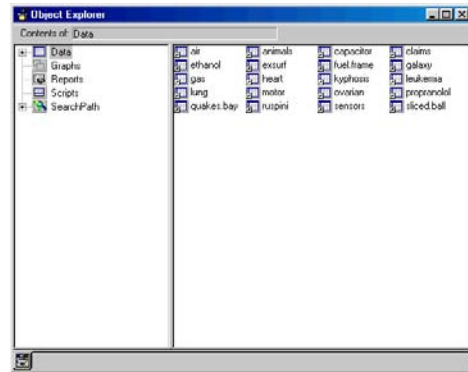 Object Explorer
Contents of: Data
Data
Graphs
Reports
Scripts
SearchPath
air animals capacitor claims
ethanol exsurf fuel.frame galaxy
gas heart kyphosis leukemia
lung motor ovarian propranolol
quakes.bay ruspini sensors sliced.ball